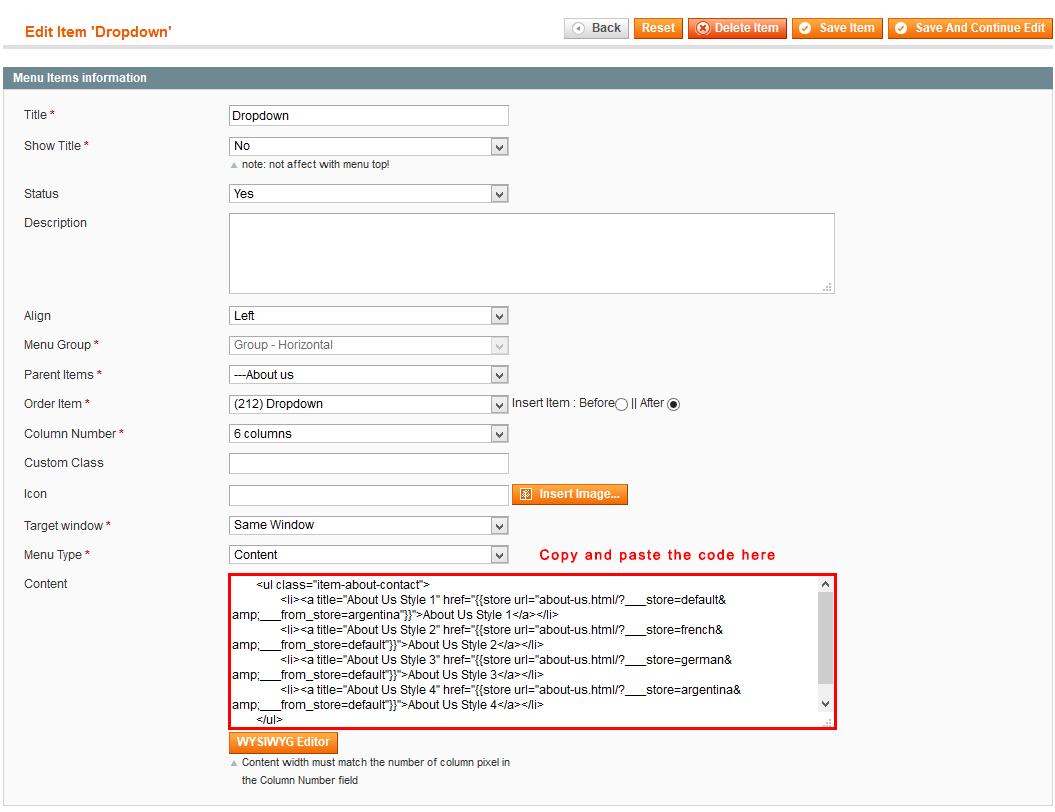 Edit Item 'Dropdown'
Back Reset Delete Item Save Item Save And Continue Edit
Menu Items information
Title * Dropdown
Show Title * No
note: not affect with menu top!
Status Yes
Description
Align Left
Menu Group * Group - Horizontal
Parent Items * ---About us
Order Item * (212) Dropdown Insert Item : Before || After
Column Number * 6 columns
Custom Class
Icon Insert Image...
Target window * Same Window
Menu Type * Content Copy and paste the code here
Content
<ul class="item-about-contact">
<li><a title="About Us Style 1" href="{{store url="about-us.html/?___store=default&
amp;___from_store=argentina"}}">About Us Style 1</a></li>
<li><a title="About Us Style 2" href="{{store url="about-us.html/?___store=french&
amp;___from_store=default"}}">About Us Style 2</a></li>
<li><a title="About Us Style 3" href="{{store url="about-us.html/?___store=german&
amp;___from_store=default"}}">About Us Style 3</a></li>
<li><a title="About Us Style 4" href="{{store url="about-us.html/?___store=argentina&
amp;___from_store=default"}}">About Us Style 4</a></li>
</ul>
WYSIWYG Editor
Content width must match the number of column pixel in
the Column Number field